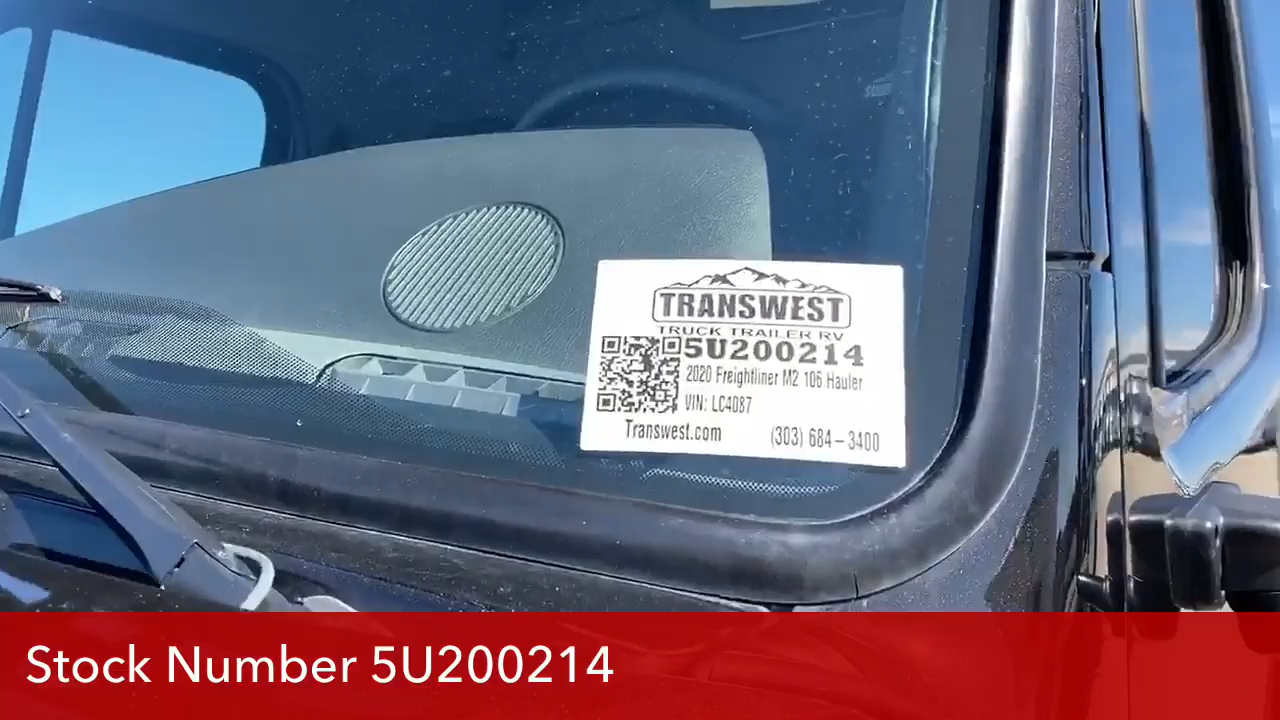 TRANSWEST
TRUCK TRAILER RV
5U200214
2020 Freightliner M2 106 Hauler
VIN: LC4087
Transwest.com (303) 684-3400
Stock Number 5U200214